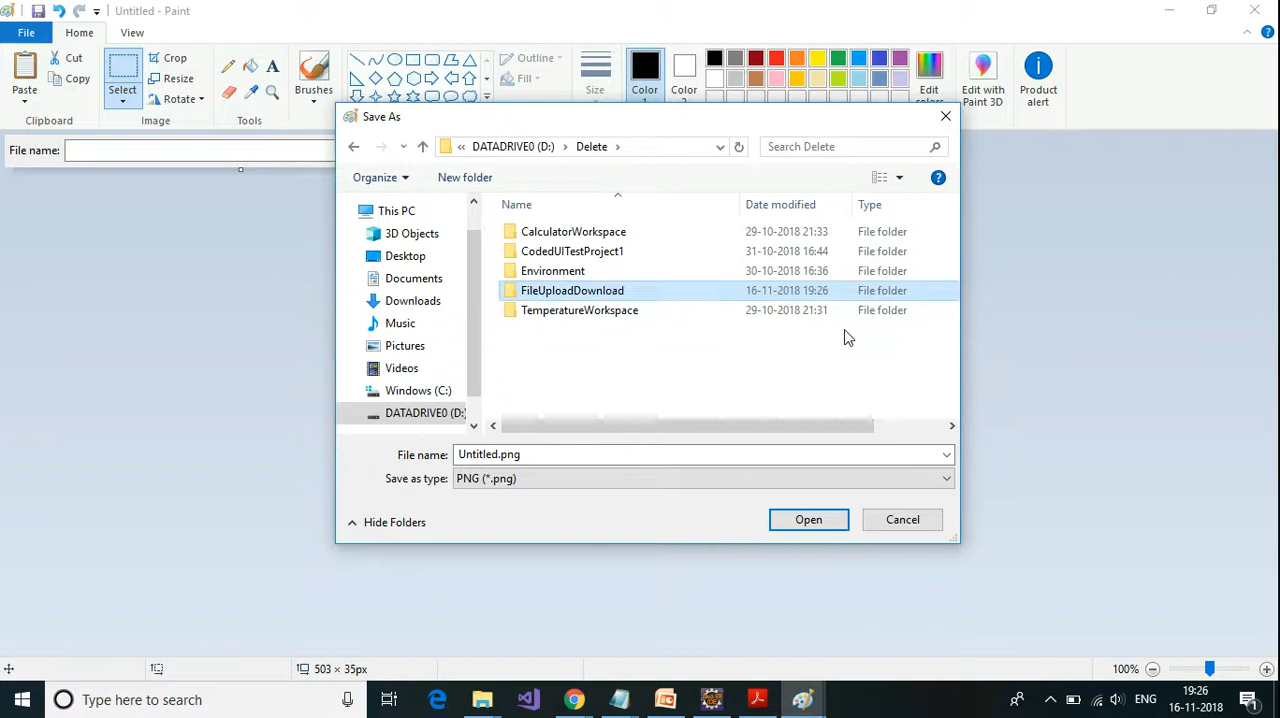 Untitled - Paint
File Home View
Paste Cut Copy Clipboard
Select Crop Resize Rotate Image
Tools
Brushes
Outline Fill
Size
Color 1
Color 2
Edit colors
Edit with Paint 3D
Product alert
File name:
Save As
« DATADRIVE0 (D:) › Delete ›
Search Delete
Organize New folder
Name Date modified Type
This PC
3D Objects
Desktop
Documents
Downloads
Music
Pictures
Videos
Windows (C:)
DATADRIVE0 (D:
CalculatorWorkspace 29-10-2018 21:33 File folder
CodedUITestProject1 31-10-2018 16:44 File folder
Environment 30-10-2018 16:36 File folder
FileUploadDownload 16-11-2018 19:26 File folder
TemperatureWorkspace 29-10-2018 21:31 File folder
File name: Untitled.png
Save as type: PNG (*.png)
Hide Folders Open Cancel
503 × 35px 100%
Type here to search
ENG 19:26
16-11-2018 1